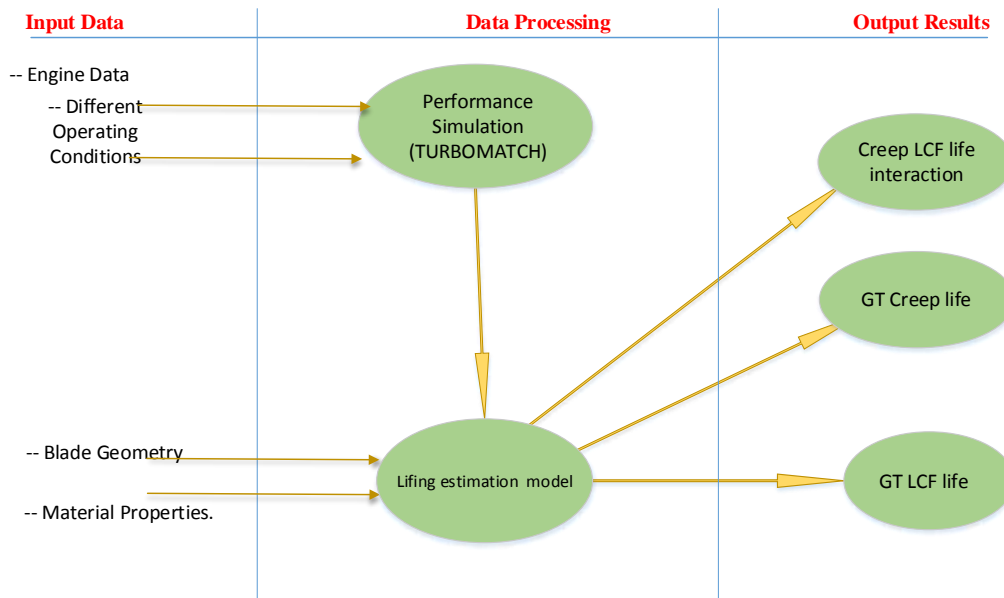 Input Data
Data Processing
Output Results
-- Engine Data
-- Different
Operating
Conditions
Performance
Simulation
(TURBOMATCH)
Creep LCF life
interaction
GT Creep life
-- Blade Geometry
-- Material Properties.
Lifing estimation model
GT LCF life